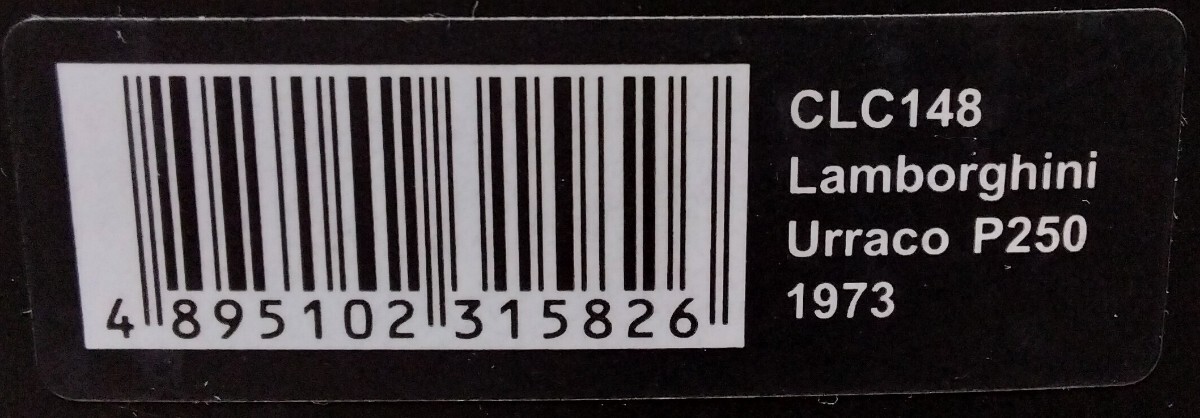 CLC148
Lamborghini
Urraco P250
1973
4 895102 315826